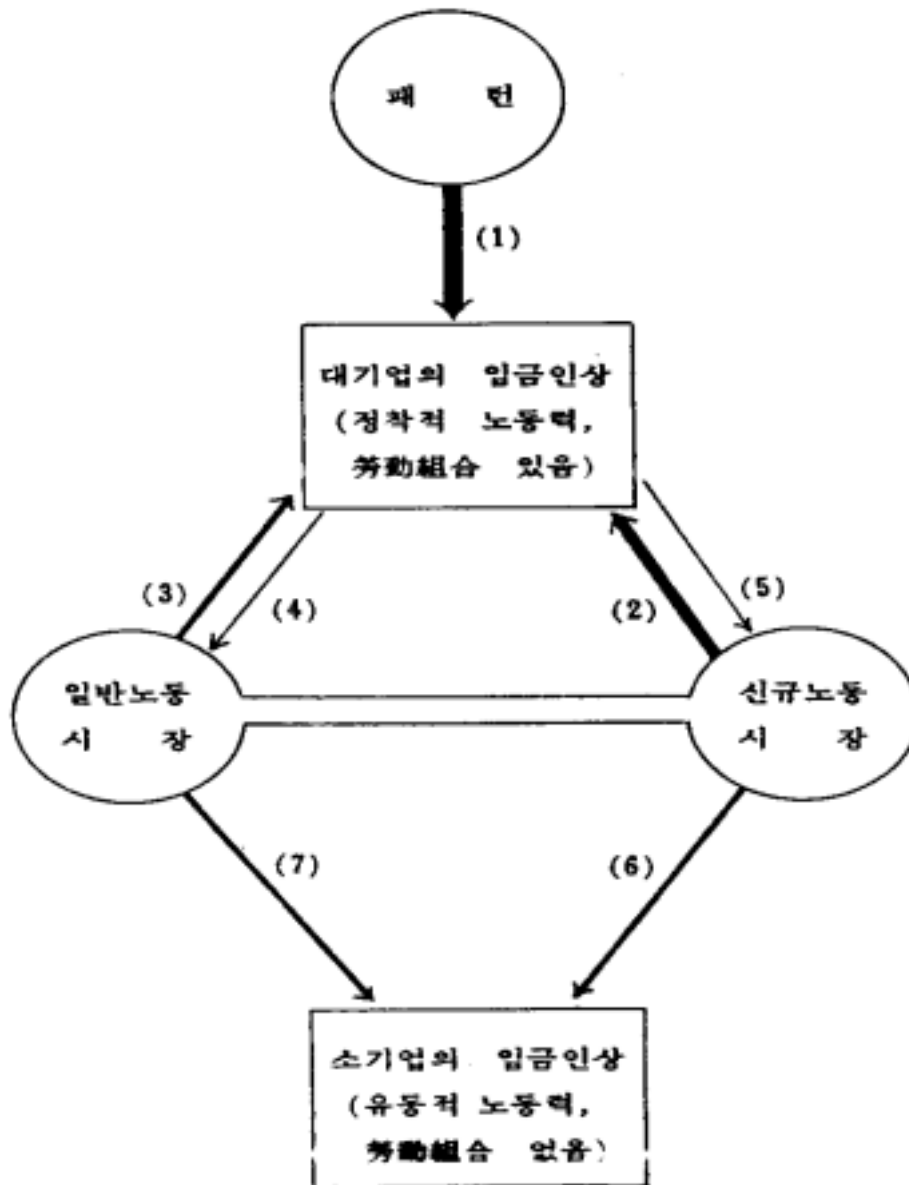 패 턴
(1)
대기업의 임금인상
(정착적 노동력,
勞動組合 있음)
(3)
(4)
(2)
(5)
일반노동
시 장
신규노동
시 장
(7)
(6)
소기업의 임금인상
(유동적 노동력,
勞動組合 없음)